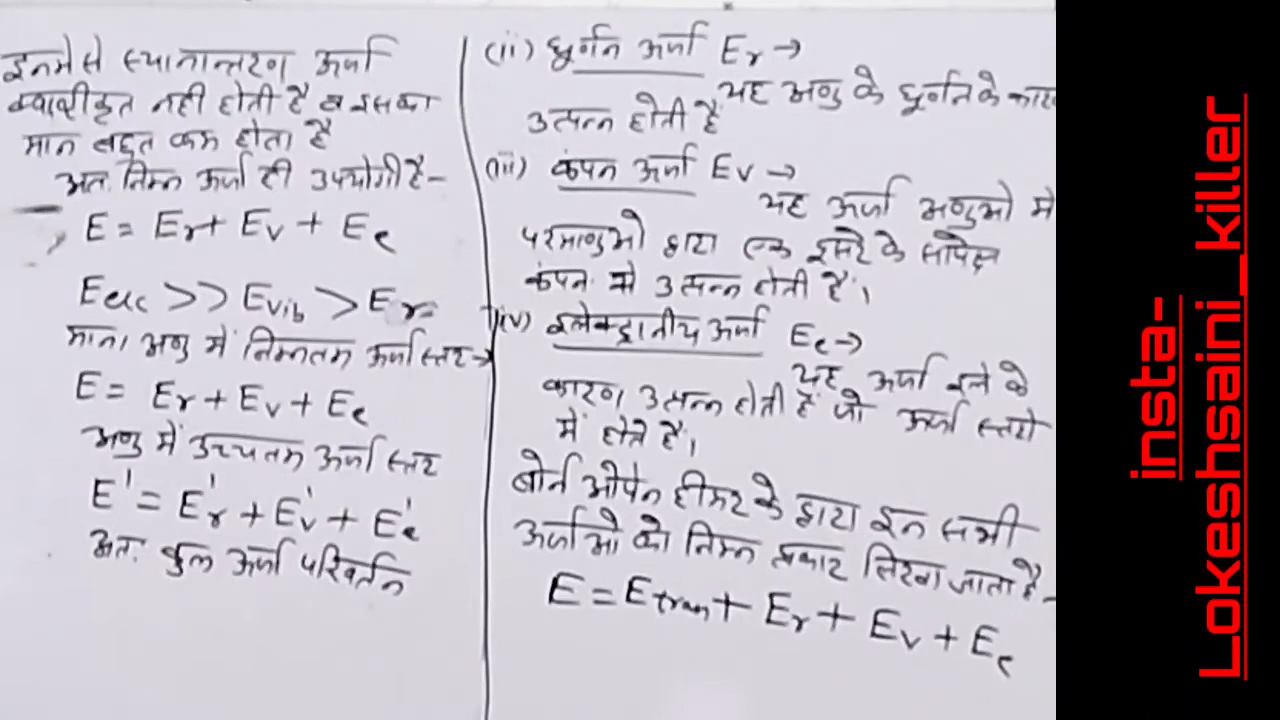 इनमे से स्थानान्तरण ऊर्जा
क्वांटीकृत नही होती है व इसका
मान बहुत कम होता है
अतः निम्न ऊर्जा ही उपयोगी है-
E = Er + Ev + Ee
Eele >> Evib > Er
माना अणु में निम्नतम ऊर्जा स्तर→
E = Er + Ev + Ee
अणु में उच्चतम ऊर्जा स्तर
E' = E'r + E'v + E'e
अतः कुल ऊर्जा परिवर्तन
(ii) घूर्णन ऊर्जा Er →
यह अणु के घूर्णन के कारण
उत्पन्न होती है
(iii) कंपन ऊर्जा Ev →
यह ऊर्जा अणुओ मे
परमाणुओ द्वारा एक दूसरे के सापेक्ष
कंपन से उत्पन्न होती है।
(iv) इलेक्ट्रानीय ऊर्जा Ee →
यह ऊर्जा इले के
कारण उत्पन्न होती है जो ऊर्जा स्तरो
में होते है।
बोर्न ओपेन हीमर के द्वारा इन सभी
ऊर्जाओ को निम्न प्रकार लिखा जाता है-
E = Etran + Er + Ev + Ee
insta-
Lokeshsaini_killer